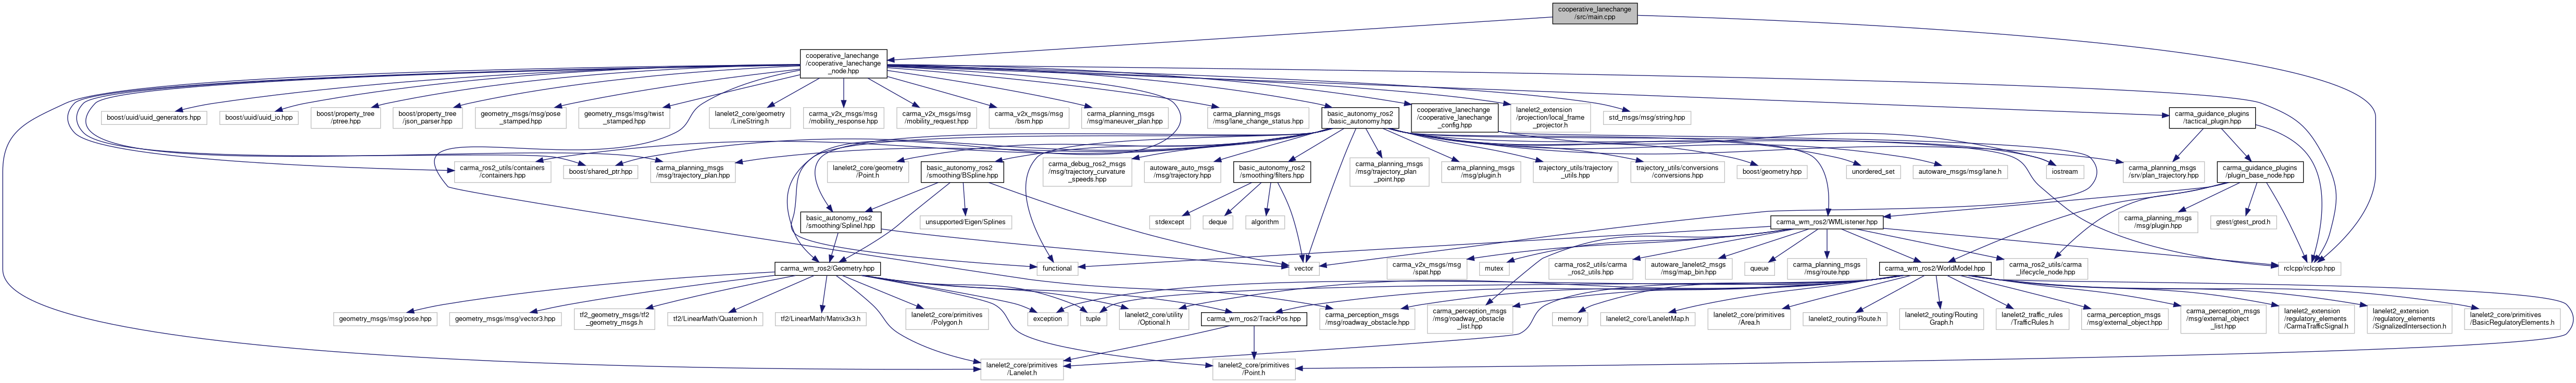 cooperative_lanechange
/src/main.cpp
cooperative_lanechange
/cooperative_lanechange
_node.hpp
boost/uuid/uuid_generators.hpp
boost/uuid/uuid_io.hpp
boost/property_tree
/ptree.hpp
boost/property_tree
/json_parser.hpp
geometry_msgs/msg/pose
_stamped.hpp
geometry_msgs/msg/twist
_stamped.hpp
lanelet2_core/geometry
/LineString.h
carma_v2x_msgs/msg
/mobility_response.hpp
carma_v2x_msgs/msg
/mobility_request.hpp
carma_v2x_msgs/msg
/bsm.hpp
carma_planning_msgs
/msg/maneuver_plan.hpp
carma_planning_msgs
/msg/lane_change_status.hpp
basic_autonomy_ros2
/basic_autonomy.hpp
cooperative_lanechange
/cooperative_lanechange
_config.hpp
lanelet2_extension
/projection/local_frame
_projector.h
std_msgs/msg/string.hpp
carma_guidance_plugins
/tactical_plugin.hpp
carma_ros2_utils/containers
/containers.hpp
boost/shared_ptr.hpp
carma_planning_msgs
/msg/trajectory_plan.hpp
lanelet2_core/geometry
/Point.h
basic_autonomy_ros2
/smoothing/BSpline.hpp
carma_debug_ros2_msgs
/msg/trajectory_curvature
_speeds.hpp
autoware_auto_msgs
/msg/trajectory.hpp
basic_autonomy_ros2
/smoothing/filters.hpp
carma_planning_msgs
/msg/trajectory_plan
_point.hpp
carma_planning_msgs
/msg/plugin.h
trajectory_utils/trajectory
_utils.hpp
trajectory_utils/conversions
/conversions.hpp
boost/geometry.hpp
unordered_set
autoware_msgs/msg/lane.h
iostream
carma_planning_msgs
/srv/plan_trajectory.hpp
carma_guidance_plugins
/plugin_base_node.hpp
basic_autonomy_ros2
/smoothing/SplineI.hpp
unsupported/Eigen/Splines
stdexcept
deque
algorithm
carma_wm_ros2/WMListener.hpp
carma_planning_msgs
/msg/plugin.hpp
gtest/gtest_prod.h
carma_wm_ros2/Geometry.hpp
functional
vector
carma_v2x_msgs/msg
/spat.hpp
mutex
carma_ros2_utils/carma
_ros2_utils.hpp
autoware_lanelet2_msgs
/msg/map_bin.hpp
queue
carma_planning_msgs
/msg/route.hpp
carma_wm_ros2/WorldModel.hpp
carma_ros2_utils/carma
_lifecycle_node.hpp
rclcpp/rclcpp.hpp
geometry_msgs/msg/pose.hpp
geometry_msgs/msg/vector3.hpp
tf2_geometry_msgs/tf2
_geometry_msgs.h
tf2/LinearMath/Quaternion.h
tf2/LinearMath/Matrix3x3.h
lanelet2_core/primitives
/Polygon.h
exception
tuple
lanelet2_core/utility
/Optional.h
carma_wm_ros2/TrackPos.hpp
carma_perception_msgs
/msg/roadway_obstacle.hpp
carma_perception_msgs
/msg/roadway_obstacle
_list.hpp
memory
lanelet2_core/LaneletMap.h
lanelet2_core/primitives
/Area.h
lanelet2_routing/Route.h
lanelet2_routing/Routing
Graph.h
lanelet2_traffic_rules
/TrafficRules.h
carma_perception_msgs
/msg/external_object.hpp
carma_perception_msgs
/msg/external_object
_list.hpp
lanelet2_extension
/regulatory_elements
/CarmaTrafficSignal.h
lanelet2_extension
/regulatory_elements
/SignalizedIntersection.h
lanelet2_core/primitives
/BasicRegulatoryElements.h
lanelet2_core/primitives
/Lanelet.h
lanelet2_core/primitives
/Point.h